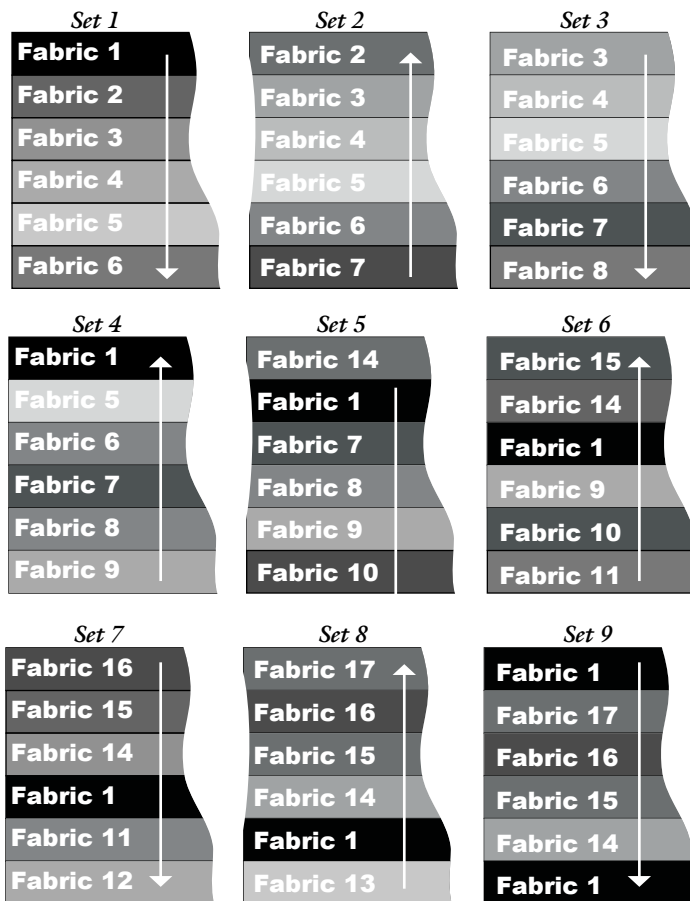 Set 1
Fabric 1
Fabric 2
Fabric 3
Fabric 4
Fabric 5
Fabric 6
Set 2
Fabric 2
Fabric 3
Fabric 4
Fabric 5
Fabric 6
Fabric 7
Set 3
Fabric 3
Fabric 4
Fabric 5
Fabric 6
Fabric 7
Fabric 8
Set 4
Fabric 1
Fabric 5
Fabric 6
Fabric 7
Fabric 8
Fabric 9
Set 5
Fabric 14
Fabric 1
Fabric 7
Fabric 8
Fabric 9
Fabric 10
Set 6
Fabric 15
Fabric 14
Fabric 1
Fabric 9
Fabric 10
Fabric 11
Set 7
Fabric 16
Fabric 15
Fabric 14
Fabric 1
Fabric 11
Fabric 12
Set 8
Fabric 17
Fabric 16
Fabric 15
Fabric 14
Fabric 1
Fabric 13
Set 9
Fabric 1
Fabric 17
Fabric 16
Fabric 15
Fabric 14
Fabric 1